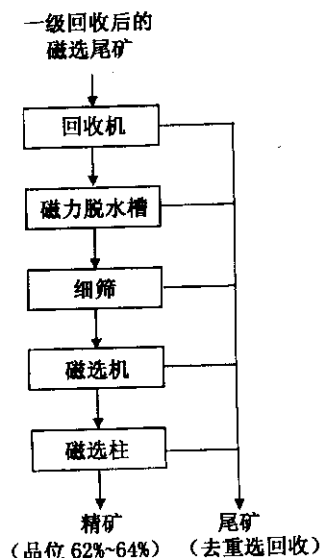 一级回收后的
磁选尾矿
回收机
磁力脱水槽
细筛
磁选机
磁选柱
精矿 尾矿
（品位 62%~64%） （去重选回收）